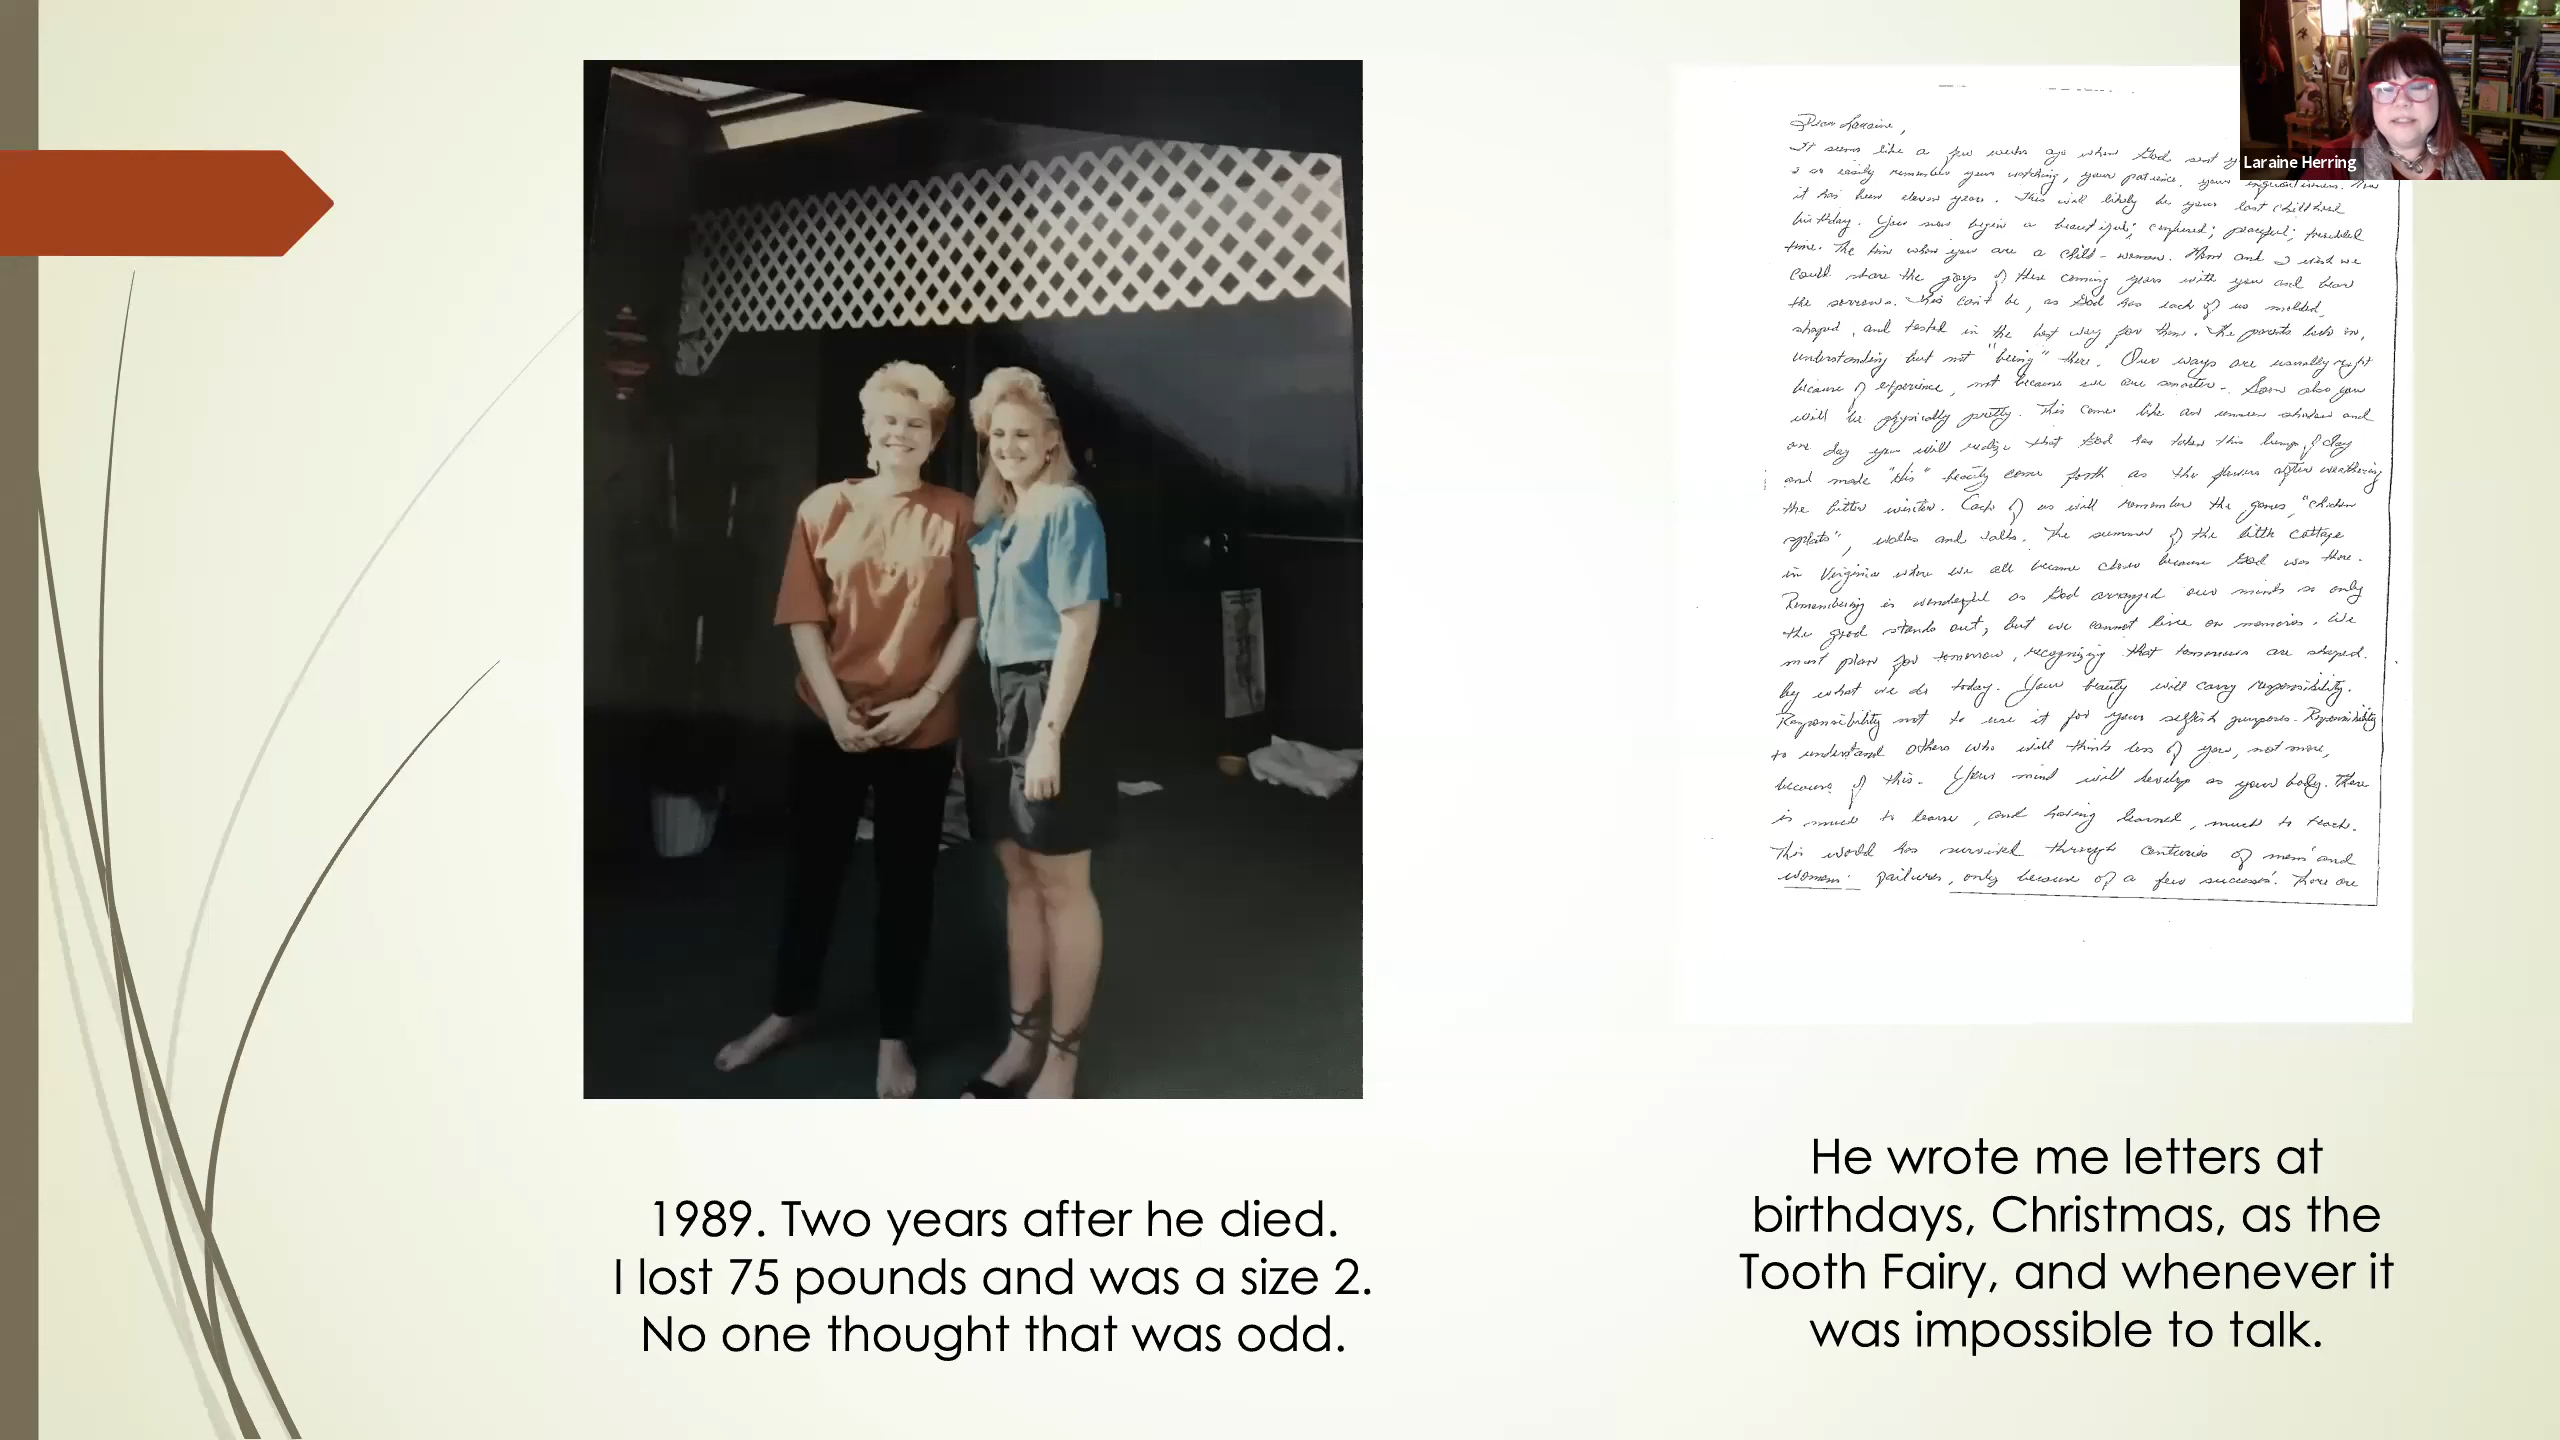 Dear Laraine,
It seems like a few weeks ago when God sent
I so easily remember your watching, your patience, your inquisitiveness. Now
it has been eleven years. This will likely be your last childhood
birthday. You now begin a beautiful; confused; peaceful; troubled
time. The time when you are a child-woman. Mom and I wish we
could share the joys of these coming years with you and bear
the sorrows. This can't be, as God has each of us molded,
shaped, and tested in the best way for them. The parents look in,
understanding but not "being" there. Our ways are usually right
because of experience, not because we are smarter. Soon also you
will be physically pretty. This comes like an unseen shadow and
one day you will realize that God has taken this lump of clay
and made "His" beauty come forth as the flowers after weathering
the bitter winter. Each of us will remember the games, "chicken
splats", walks and talks. The summer of the little cottage
in Virginia where we all became closer because God was there.
Remembering is wonderful as God arranged our minds so only
the good stands out, but we cannot live on memories. We
must plan for tomorrow, recognizing that tomorrows are shaped
by what we do today. Your beauty will carry responsibility.
Responsibility not to use it for your selfish purposes. Responsibility
to understand others who will think less of you, not more,
because of this. Your mind will develop as your body. There
is much to learn, and having learned, much to teach.
This world has survived through centuries of mens' and
womens' failures, only because of a few successes. There are
Laraine Herring
1989. Two years after he died.
I lost 75 pounds and was a size 2.
No one thought that was odd.
He wrote me letters at
birthdays, Christmas, as the
Tooth Fairy, and whenever it
was impossible to talk.